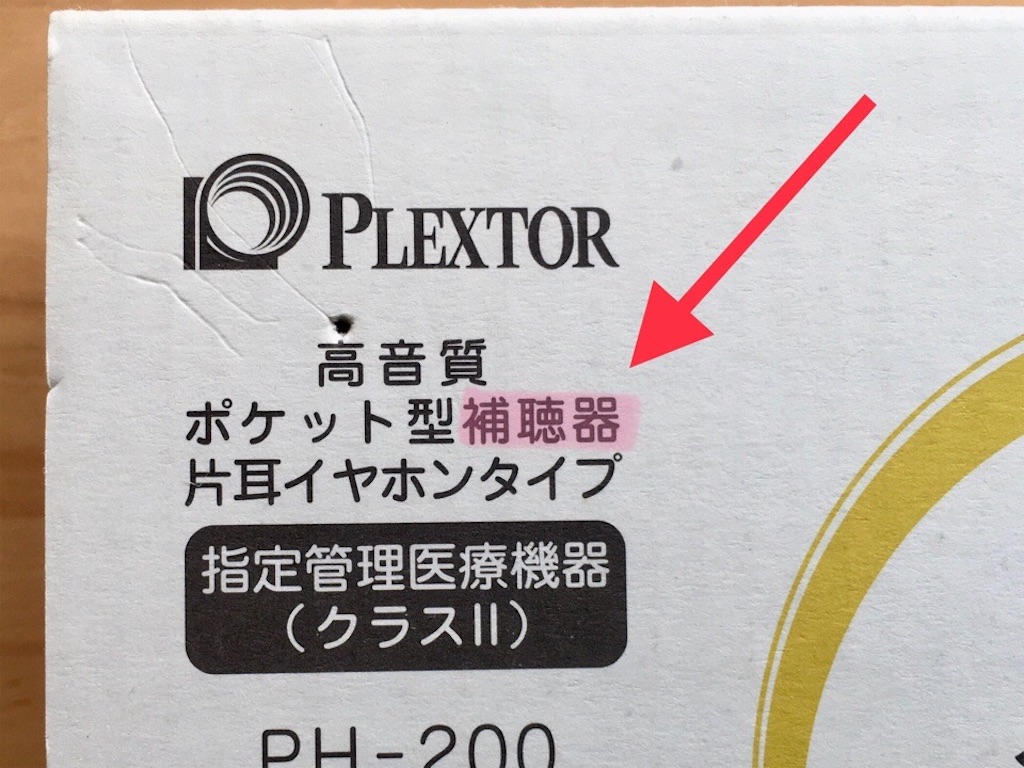 PLEXTOR
高音質
ポケット型補聴器
片耳イヤホンタイプ
指定管理医療機器
(クラスII)
PH-200